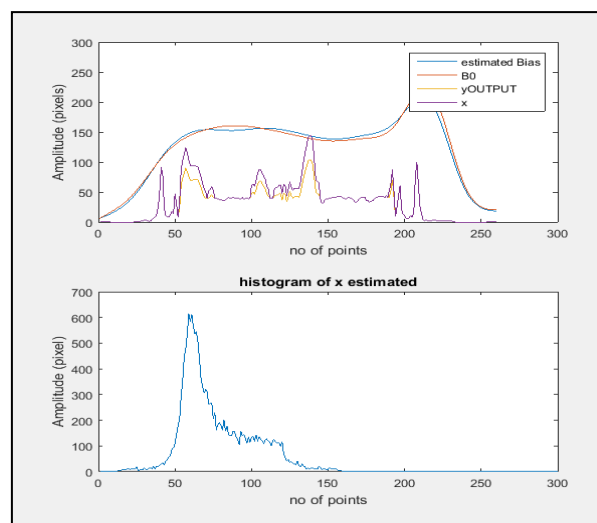 300
250
200
150
100
50
0
Amplitude (pixels)
estimated Bias
B0
yOUTPUT
x
0 50 100 150 200 250 300
no of points
histogram of x estimated
700
600
500
400
300
200
100
0
Amplitude (pixel)
0 50 100 150 200 250 300
no of points